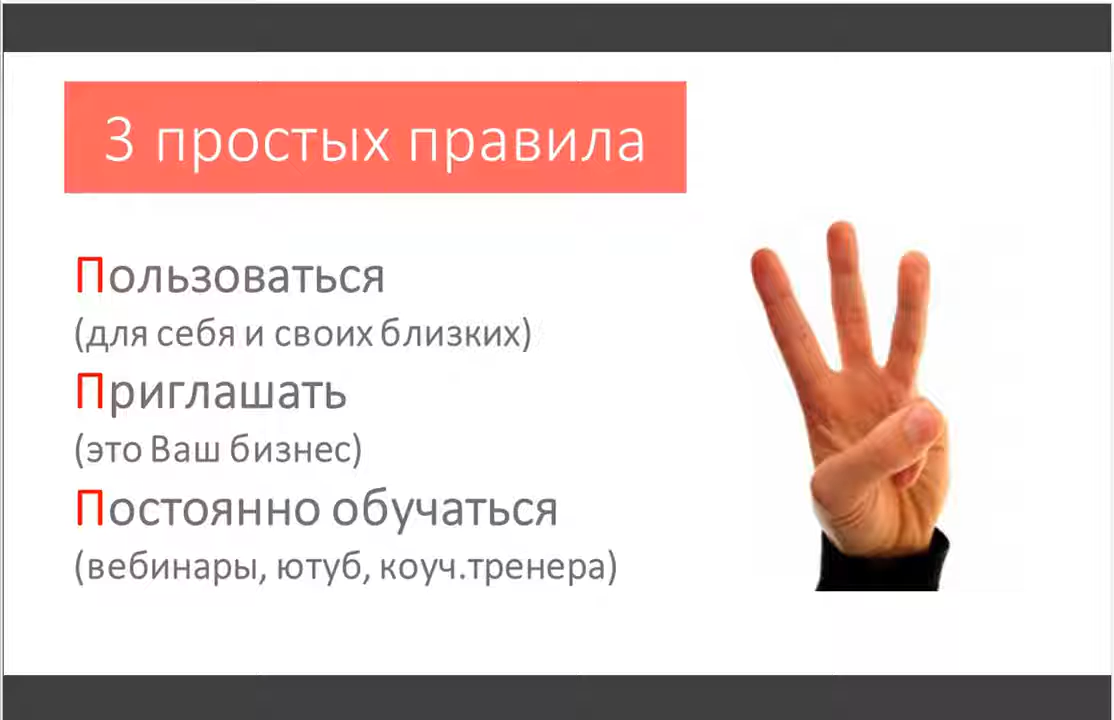 3 простых правила
Пользоваться
(для себя и своих близких)
Приглашать
(это Ваш бизнес)
Постоянно обучаться
(вебинары, ютуб, коуч.тренера)